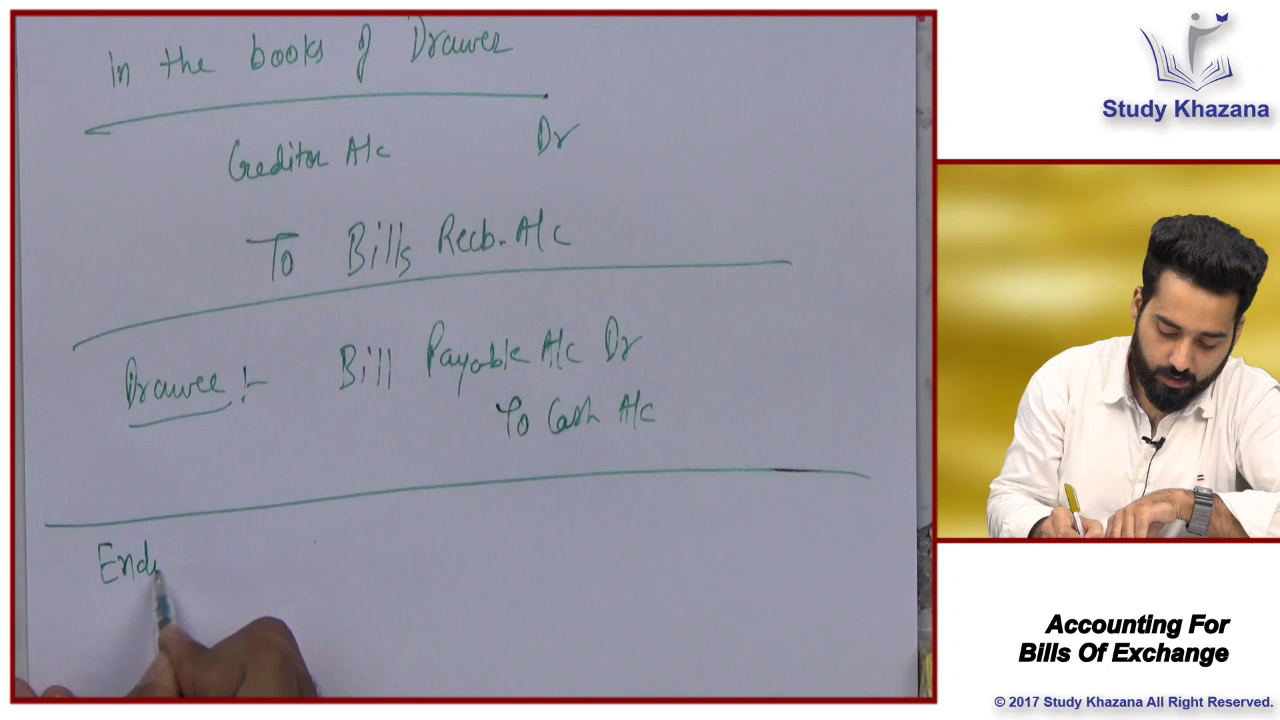 In the books of Drawer
Creditor A/c Dr
To Bills Recb. A/c
Drawee :- Bill Payable A/c Dr
To Cash A/c
End
Study Khazana
Accounting For
Bills Of Exchange
© 2017 Study Khazana All Right Reserved.